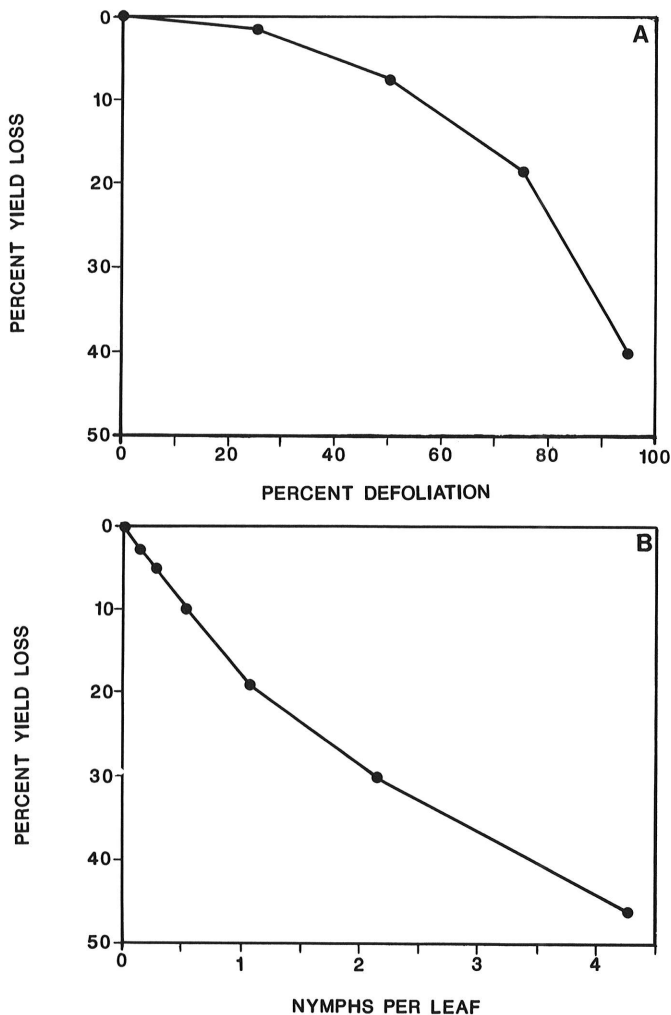 A
PERCENT YIELD LOSS
0
10
20
30
40
50
0 20 40 60 80 100
PERCENT DEFOLIATION
B
PERCENT YIELD LOSS
0
10
20
30
40
50
0 1 2 3 4
NYMPHS PER LEAF